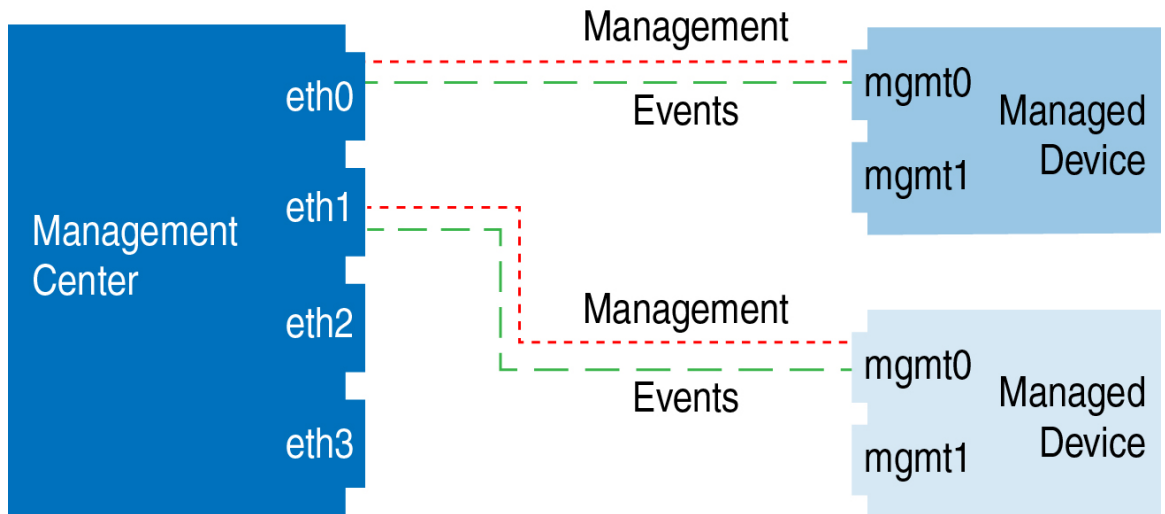 Management
Center
eth0
eth1
eth2
eth3
Management
Events
mgmt0
mgmt1
Managed
Device
Management
Events
mgmt0
mgmt1
Managed
Device